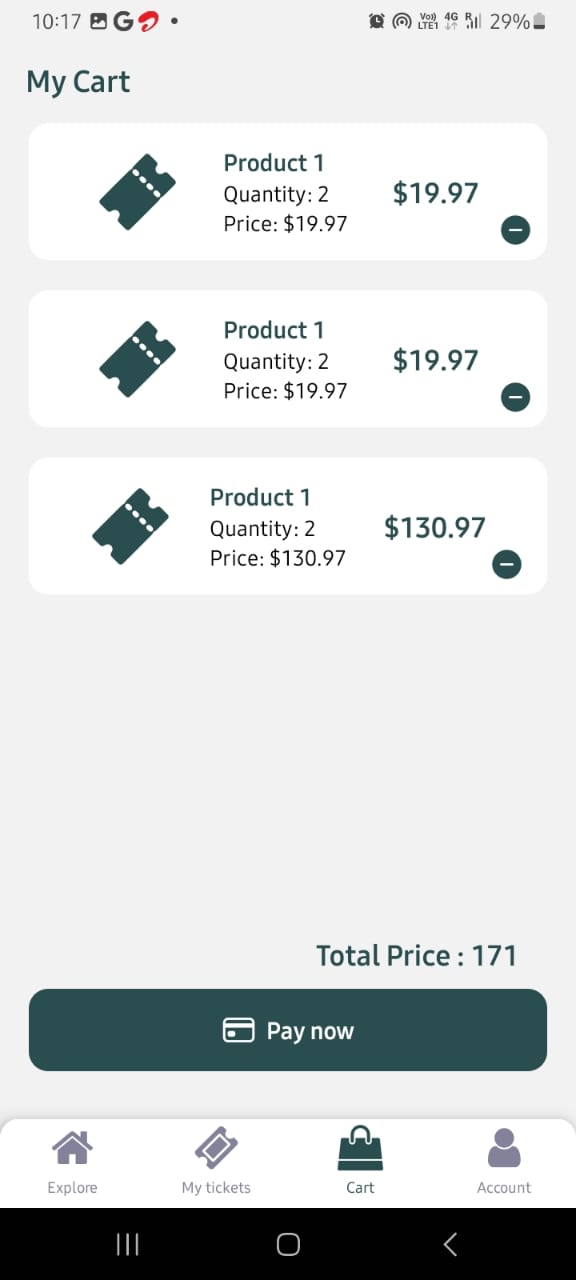 10:17
Vo)) 4G R 29%
LTE1
My Cart
Product 1
Quantity: 2
Price: $19.97
$19.97
Product 1
Quantity: 2
Price: $19.97
$19.97
Product 1
Quantity: 2
Price: $130.97
$130.97
Total Price : 171
Pay now
Explore
My tickets
Cart
Account